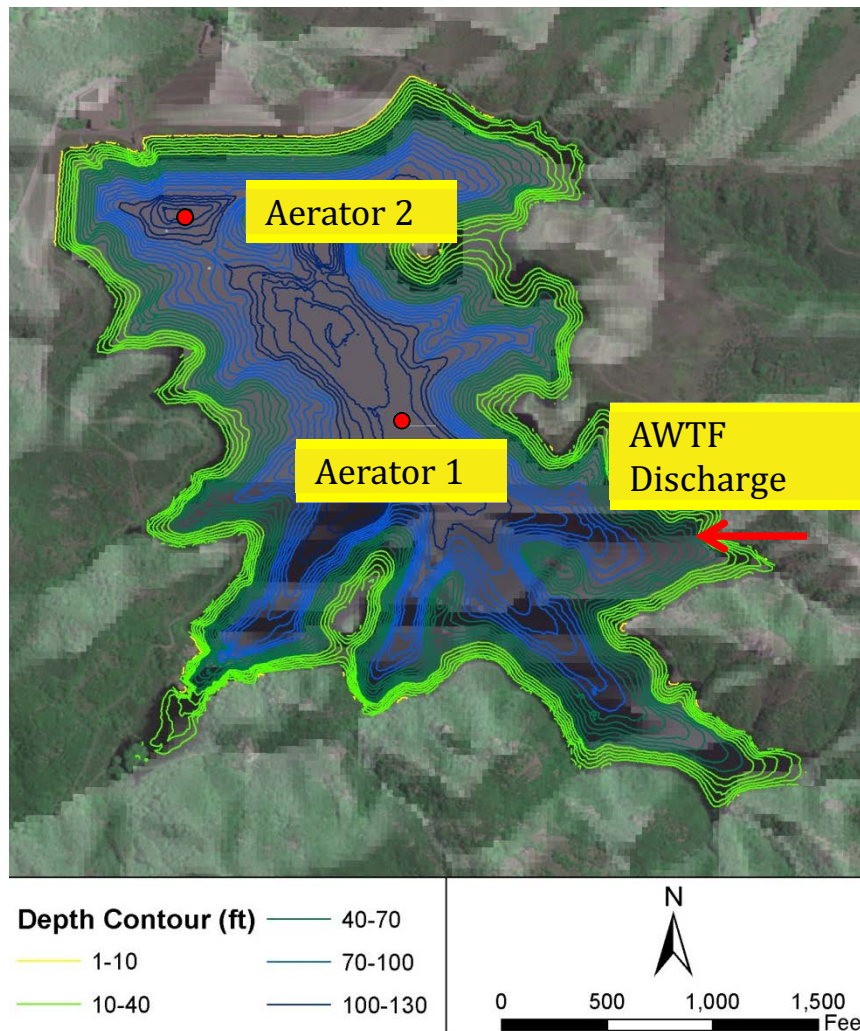 Aerator 2
AWTF
Discharge
Aerator 1
Depth Contour (ft)
1-10
10-40
40-70
70-100
100-130
N
0 500 1,000 1,500
Fee